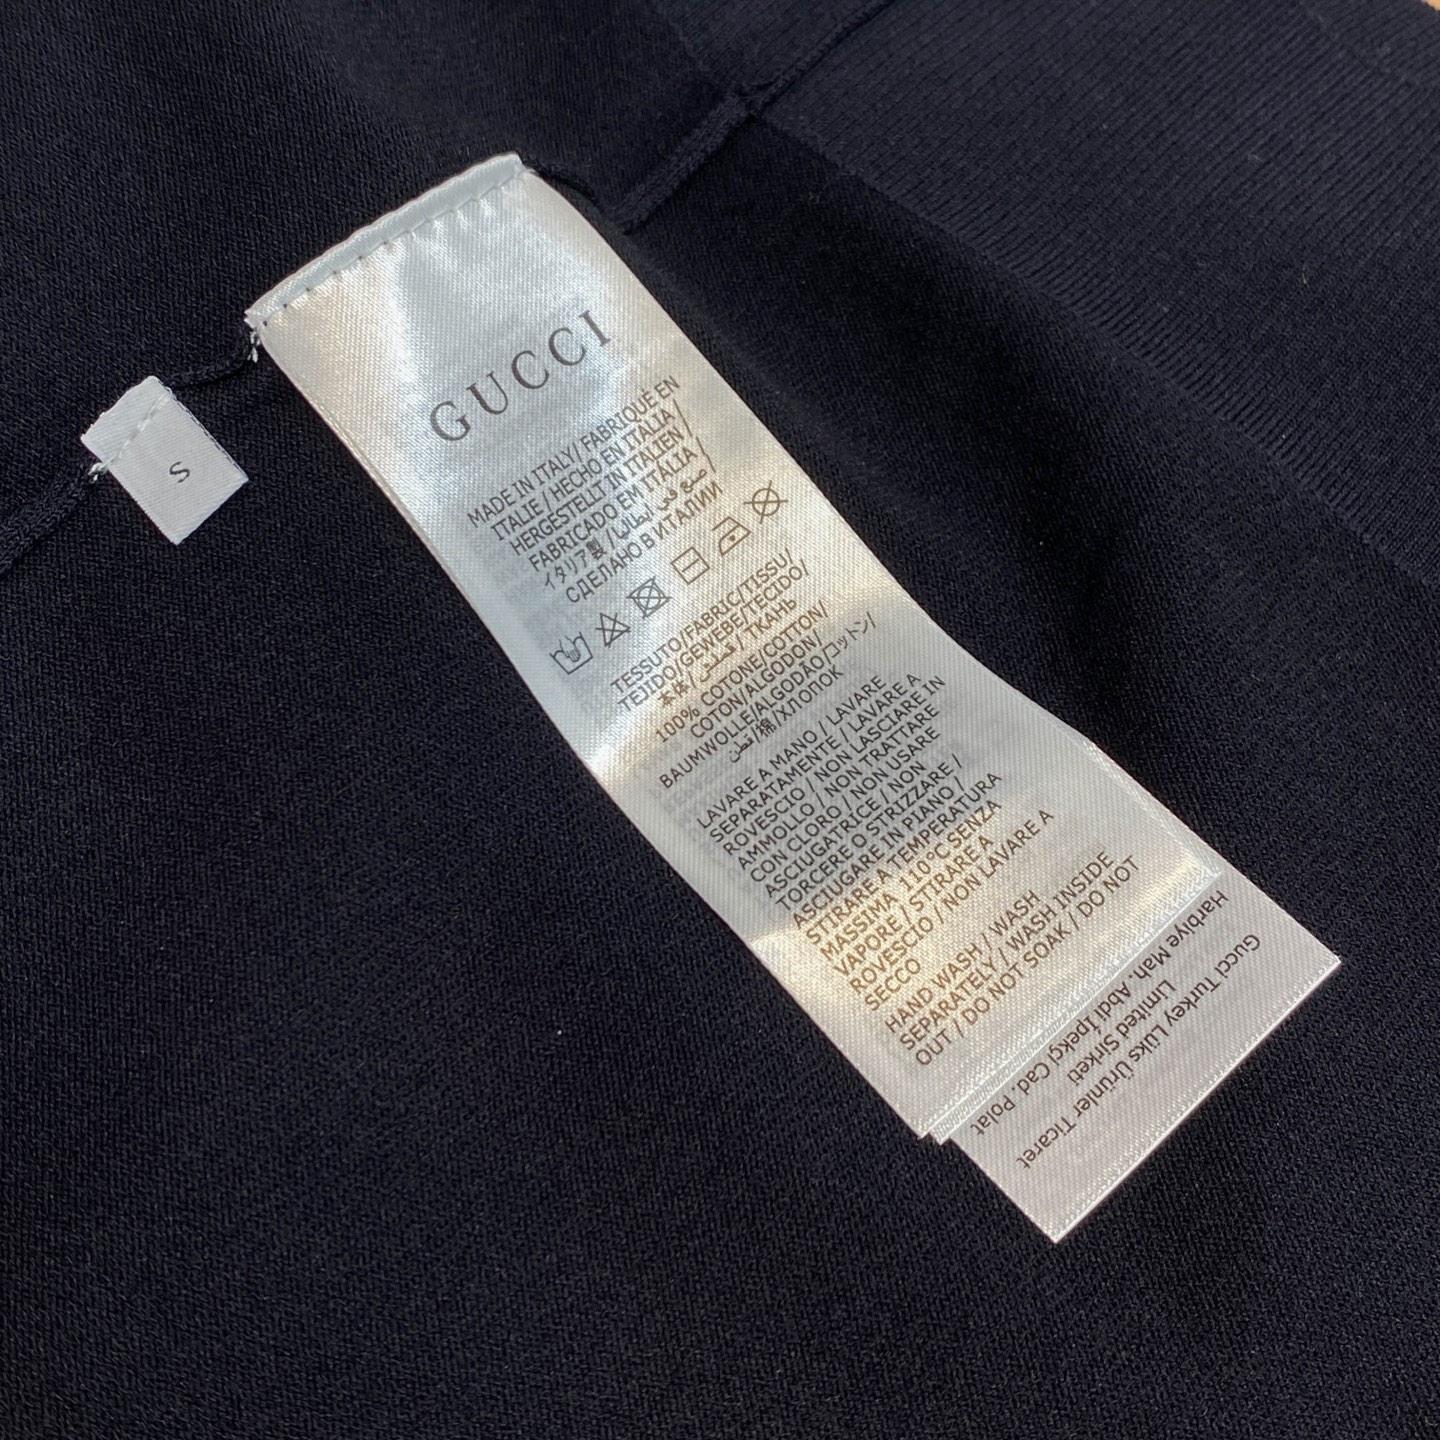 S
GUCCI
MADE IN ITALY/ FABRIQUÉ EN
ITALIE / HECHO EN ITALIA /
HERGESTELLT IN ITALIEN /
FABRICADO EM ITÁLIA /
イタリア製 / صنع في ايطاليا /
СДЕЛАНО В ИТАЛИИ
TESSUTO/FABRIC/TISSU/
TEJIDO/GEWEBE/TECIDO/
本体/ قماش / ТКАНЬ
100% COTONE/COTTON/
COTON/ALGODON/
BAUMWOLLE/ALGODÃO/コットン/
قطن/棉/ХЛОПОК
LAVARE A MANO / LAVARE
SEPARATAMENTE / LAVARE A
ROVESCIO / NON LASCIARE IN
AMMOLLO / NON TRATTARE
CON CLORO / NON USARE
ASCIUGATRICE / NON
TORCERE O STRIZZARE /
ASCIUGARE IN PIANO /
STIRARE A TEMPERATURA
MASSIMA 110°C SENZA
VAPORE / STIRARE A
ROVESCIO / NON LAVARE A
SECCO
HAND WASH / WASH
SEPARATELY / WASH INSIDE
OUT / DO NOT SOAK / DO NOT
Gucci Turkey Lüks Ürünler Ticaret
Limited Sirketi
Harbiye Mah. Abdi İpekçi Cad. Polat